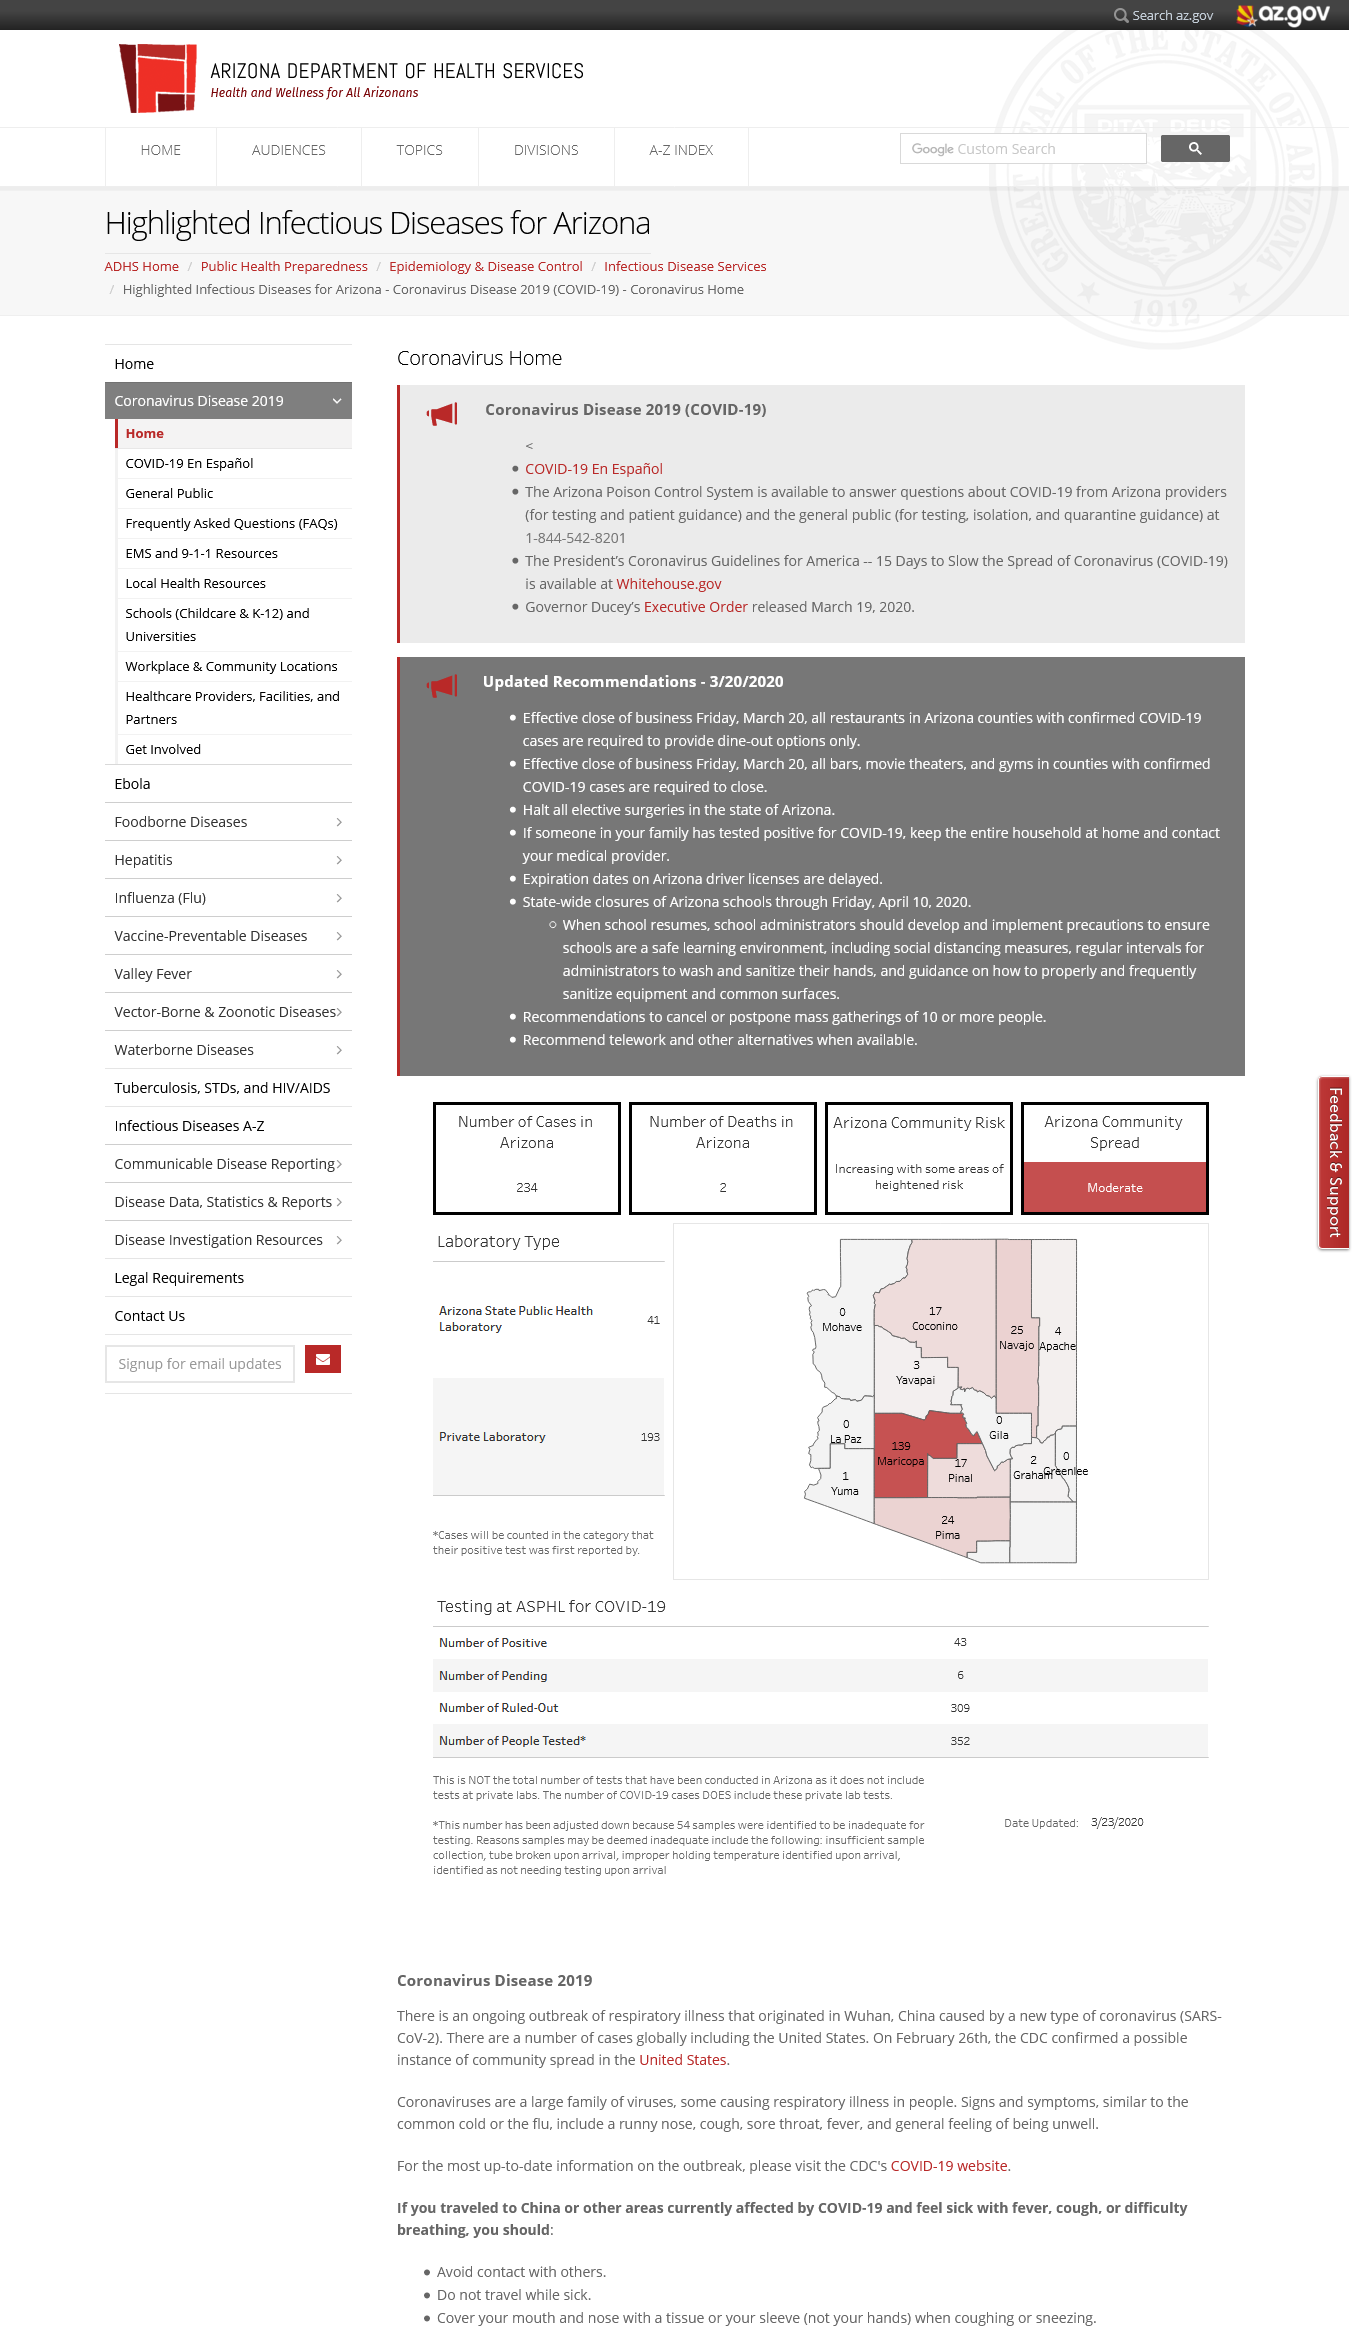 Search az.gov
az.gov
ARIZONA DEPARTMENT OF HEALTH SERVICES
Health and Wellness for All Arizonans
HOME
AUDIENCES
TOPICS
DIVISIONS
A-Z INDEX
Google Custom Search
GREAT SEAL OF THE STATE OF ARIZONA
DITAT DEUS
1912
Highlighted Infectious Diseases for Arizona
ADHS Home / Public Health Preparedness / Epidemiology & Disease Control / Infectious Disease Services
/ Highlighted Infectious Diseases for Arizona - Coronavirus Disease 2019 (COVID-19) - Coronavirus Home
Home
Coronavirus Disease 2019
Home
COVID-19 En Español
General Public
Frequently Asked Questions (FAQs)
EMS and 9-1-1 Resources
Local Health Resources
Schools (Childcare & K-12) and
Universities
Workplace & Community Locations
Healthcare Providers, Facilities, and
Partners
Get Involved
Ebola
Foodborne Diseases
Hepatitis
Influenza (Flu)
Vaccine-Preventable Diseases
Valley Fever
Vector-Borne & Zoonotic Diseases
Waterborne Diseases
Tuberculosis, STDs, and HIV/AIDS
Infectious Diseases A-Z
Communicable Disease Reporting
Disease Data, Statistics & Reports
Disease Investigation Resources
Legal Requirements
Contact Us
Signup for email updates
Coronavirus Home
Coronavirus Disease 2019 (COVID-19)
<
COVID-19 En Español
The Arizona Poison Control System is available to answer questions about COVID-19 from Arizona providers
(for testing and patient guidance) and the general public (for testing, isolation, and quarantine guidance) at
1-844-542-8201
The President's Coronavirus Guidelines for America -- 15 Days to Slow the Spread of Coronavirus (COVID-19)
is available at Whitehouse.gov
Governor Ducey's Executive Order released March 19, 2020.
Updated Recommendations - 3/20/2020
Effective close of business Friday, March 20, all restaurants in Arizona counties with confirmed COVID-19
cases are required to provide dine-out options only.
Effective close of business Friday, March 20, all bars, movie theaters, and gyms in counties with confirmed
COVID-19 cases are required to close.
Halt all elective surgeries in the state of Arizona.
If someone in your family has tested positive for COVID-19, keep the entire household at home and contact
your medical provider.
Expiration dates on Arizona driver licenses are delayed.
State-wide closures of Arizona schools through Friday, April 10, 2020.
When school resumes, school administrators should develop and implement precautions to ensure
schools are a safe learning environment, including social distancing measures, regular intervals for
administrators to wash and sanitize their hands, and guidance on how to properly and frequently
sanitize equipment and common surfaces.
Recommendations to cancel or postpone mass gatherings of 10 or more people.
Recommend telework and other alternatives when available.
Feedback & Support
Number of Cases in
Arizona
234
Number of Deaths in
Arizona
2
Arizona Community Risk
Increasing with some areas of
heightened risk
Arizona Community
Spread
Moderate
Laboratory Type
Arizona State Public Health
Laboratory
41
Private Laboratory
193
*Cases will be counted in the category that
their positive test was first reported by.
0
Mohave
17
Coconino
25
Navajo
4
Apache
3
Yavapai
0
La Paz
139
Maricopa
0
Gila
17
Pinal
2
Graham
0
Greenlee
1
Yuma
24
Pima
Testing at ASPHL for COVID-19
Number of Positive 43
Number of Pending 6
Number of Ruled-Out 309
Number of People Tested* 352
This is NOT the total number of tests that have been conducted in Arizona as it does not include
tests at private labs. The number of COVID-19 cases DOES include these private lab tests.
*This number has been adjusted down because 54 samples were identified to be inadequate for
testing. Reasons samples may be deemed inadequate include the following: insufficient sample
collection, tube broken upon arrival, improper holding temperature identified upon arrival,
identified as not needing testing upon arrival
Date Updated: 3/23/2020
Coronavirus Disease 2019
There is an ongoing outbreak of respiratory illness that originated in Wuhan, China caused by a new type of coronavirus (SARS-
CoV-2). There are a number of cases globally including the United States. On February 26th, the CDC confirmed a possible
instance of community spread in the United States.
Coronaviruses are a large family of viruses, some causing respiratory illness in people. Signs and symptoms, similar to the
common cold or the flu, include a runny nose, cough, sore throat, fever, and general feeling of being unwell.
For the most up-to-date information on the outbreak, please visit the CDC's COVID-19 website.
If you traveled to China or other areas currently affected by COVID-19 and feel sick with fever, cough, or difficulty
breathing, you should:
Avoid contact with others.
Do not travel while sick.
Cover your mouth and nose with a tissue or your sleeve (not your hands) when coughing or sneezing.